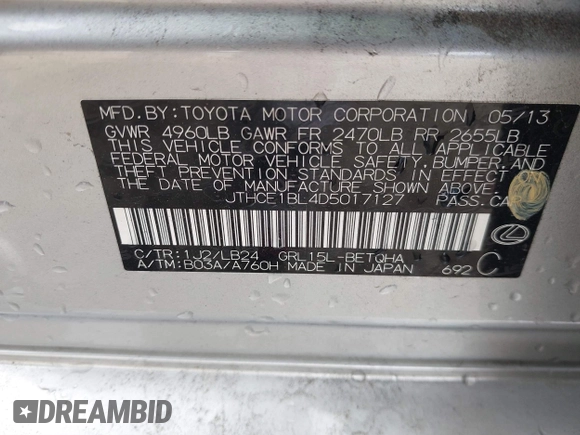 MFD.BY:TOYOTA MOTOR CORPORATION 05/13
GVWR 4960LB GAWR FR 2470LB RR 2655LB
THIS VEHICLE CONFORMS TO ALL APPLICABLE
FEDERAL MOTOR VEHICLE SAFETY, BUMPER, AND
THEFT PREVENTION STANDARDS IN EFFECT ON
THE DATE OF MANUFACTURE SHOWN ABOVE.
JTHCE1BL4D5017127 PASS.CAR
C/TR:1J2/LB24 GRL15L-BETQHA
A/TM:B03A/A760H MADE IN JAPAN 692 C
DREAMBID